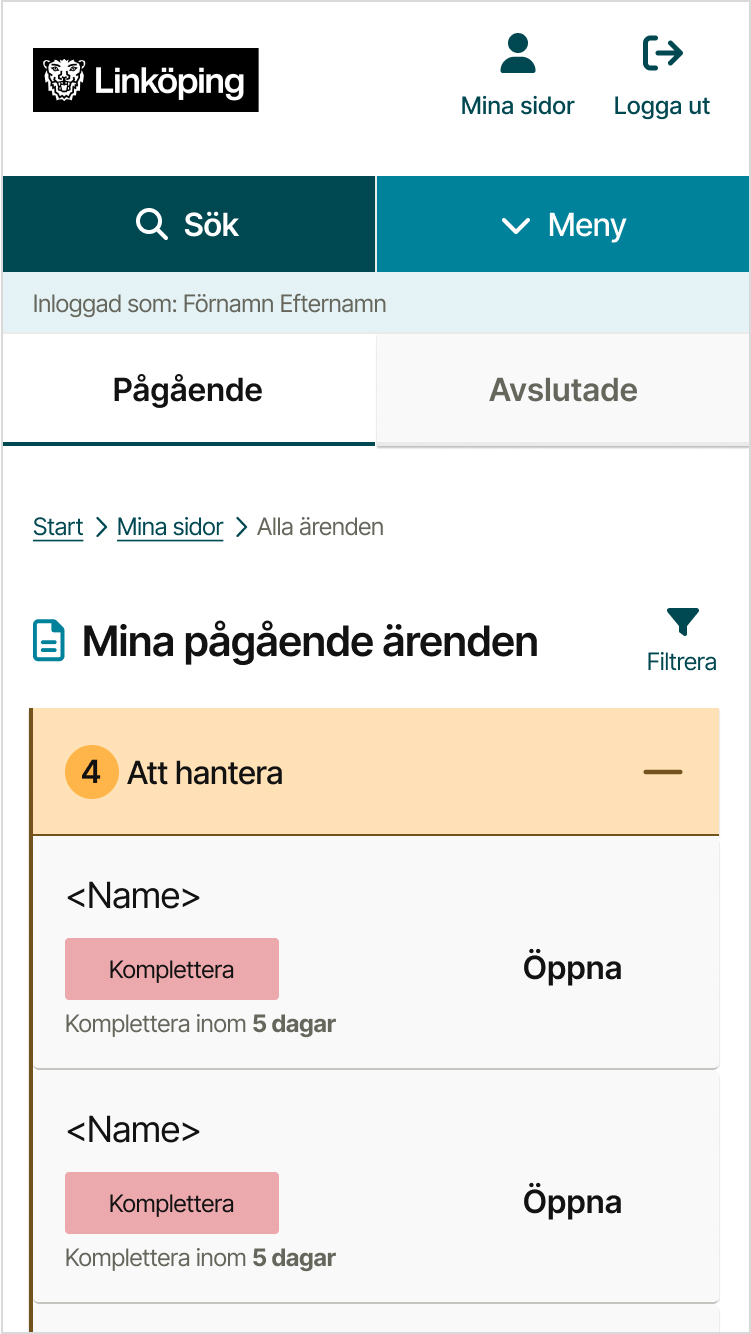 Linköping
Mina sidor
Logga ut
Sök
Meny
Inloggad som: Förnamn Efternamn
Pågående
Avslutade
Start > Mina sidor > Alla ärenden
Mina pågående ärenden
Filtrera
4 Att hantera
<Name>
Komplettera
Öppna
Komplettera inom 5 dagar
<Name>
Komplettera
Öppna
Komplettera inom 5 dagar